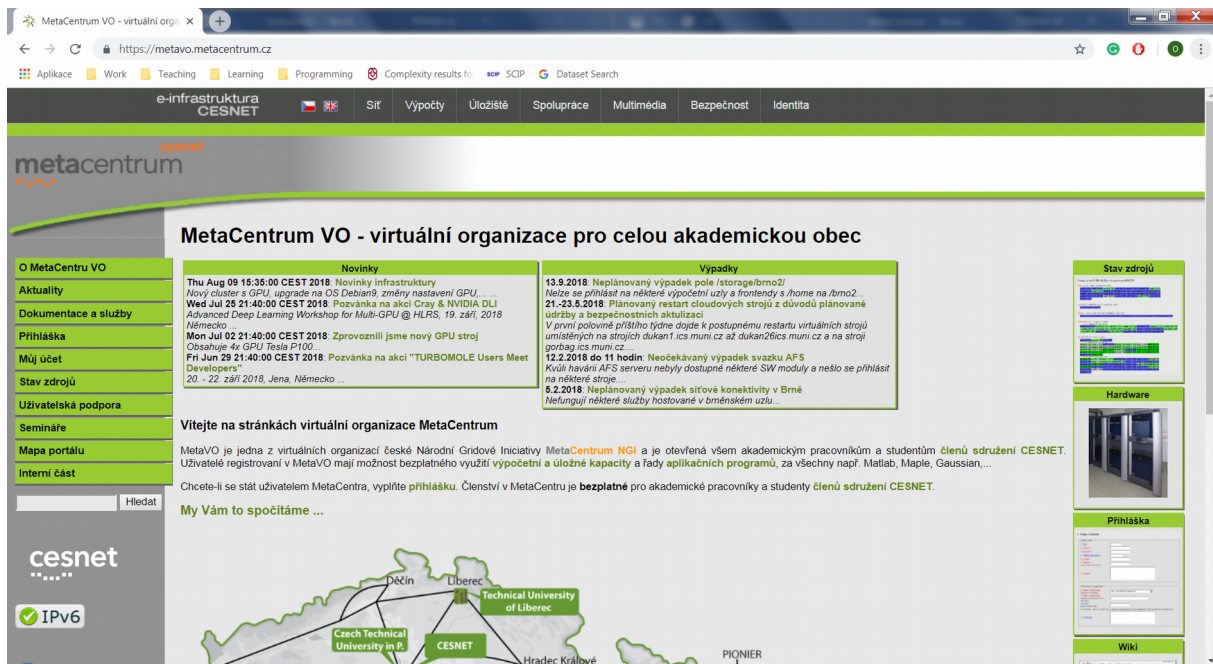 MetaCentrum VO - virtuální orga
https://metavo.metacentrum.cz
Aplikace Work Teaching Learning Programming Complexity results fo SCIP SCIP Dataset Search
e-infrastruktura
CESNET
Síť Výpočty Úložiště Spolupráce Multimédia Bezpečnost Identita
cesnet
metacentrum
MetaCentrum VO - virtuální organizace pro celou akademickou obec
O MetaCentru VO
Aktuality
Dokumentace a služby
Přihláška
Můj účet
Stav zdrojů
Uživatelská podpora
Semináře
Mapa portálu
Interní část
Hledat
cesnet
IPv6
Novinky
Thu Aug 09 15:35:00 CEST 2018: Novinky infrastruktury
Nový cluster s GPU, upgrade na OS Debian9, změny nastavení GPU,... ...
Wed Jul 25 21:40:00 CEST 2018: Pozvánka na akci Cray & NVIDIA DLI
Advanced Deep Learning Workshop for Multi-GPU @ HLRS, 19. září, 2018
Německo ...
Mon Jul 02 21:40:00 CEST 2018: Zprovoznili jsme nový GPU stroj
Obsahuje 4x GPU Tesla P100...
Fri Jun 29 21:40:00 CEST 2018: Pozvánka na akci "TURBOMOLE Users Meet
Developers"
20. - 22. září 2018, Jena, Německo ...
Výpadky
13.9.2018: Neplánovaný výpadek pole /storage/brno2/
Nelze se přihlásit na některé výpočetní uzly a frontendy s /home na /brno2...
21.-23.5.2018: Plánovaný restart cloudových strojů z důvodů plánované
údržby a bezpečnostních aktulizací
V první polovině příštího týdne dojde k postupnému restartu virtuálních strojů
umístěných na strojích dukan1.ics.muni.cz až dukan26ics.muni.cz a na stroji
gorbag.ics.muni.cz....
12.2.2018 do 11 hodin: Neočekávaný výpadek svazku AFS
Kvůli havárii AFS serveru nebyly dostupné některé SW moduly a nešlo se přihlásit
na některé stroje....
5.2.2018: Neplánovaný výpadek síťové konektivity v Brně
Nefungují některé služby hostované v brněnském uzlu...
Vítejte na stránkách virtuální organizace MetaCentrum
MetaVO je jedna z virtuálních organizací české Národní Gridové Iniciativy MetaCentrum NGI a je otevřená všem akademickým pracovníkům a studentům členů sdružení CESNET.
Uživatelé registrovaní v MetaVO mají možnost bezplatného využití výpočetní a úložné kapacity a řady aplikačních programů, za všechny např. Matlab, Maple, Gaussian,...
Chcete-li se stát uživatelem MetaCentra, vyplňte přihlášku. Členství v MetaCentru je bezplatné pro akademické pracovníky a studenty členů sdružení CESNET.
My Vám to spočítáme ...
Děčín
Liberec
Technical University
of Liberec
Czech Technical
University in P.
CESNET
Hradec Králové
PIONIER
Stav zdrojů
Hardware
Přihláška
Wiki